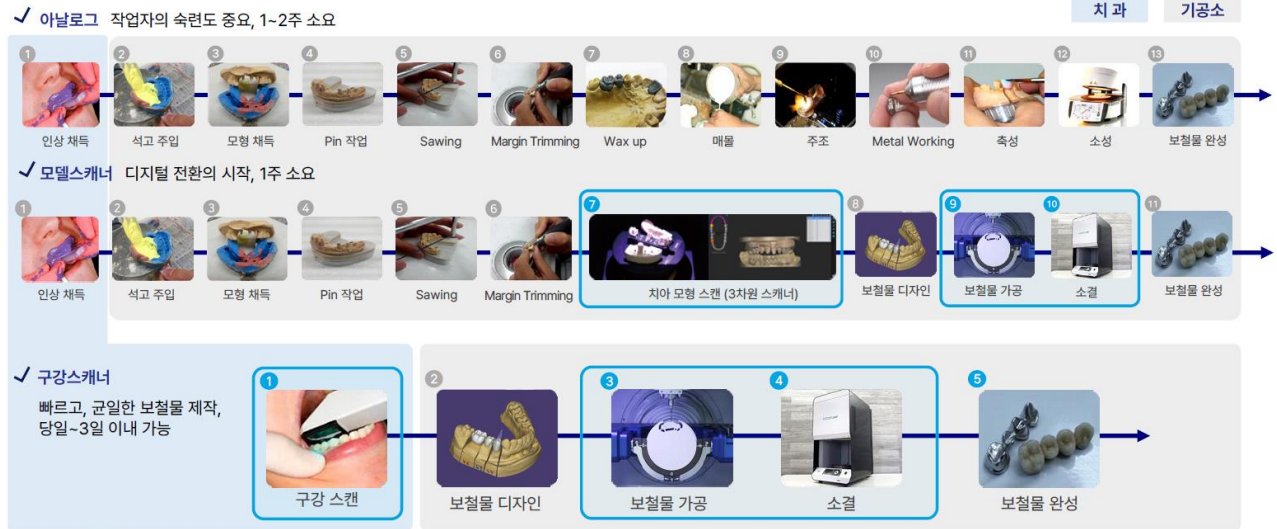 아날로그 작업자의 숙련도 중요, 1~2주 소요
치 과
기공소
1 2 3 4 5 6 7 8 9 10 11 12 13
인상 채득 석고 주입 모형 채득 Pin 작업 Sawing Margin Trimming Wax up 매몰 주조 Metal Working 축성 소성 보철물 완성
모델스캐너 디지털 전환의 시작, 1주 소요
1 2 3 4 5 6 7 8 9 10 11
인상 채득 석고 주입 모형 채득 Pin 작업 Sawing Margin Trimming 치아 모형 스캔 (3차원 스캐너) 보철물 디자인 보철물 가공 소결 보철물 완성
구강스캐너
빠르고, 균일한 보철물 제작,
당일~3일 이내 가능
1 2 3 4 5
구강 스캔 보철물 디자인 보철물 가공 소결 보철물 완성